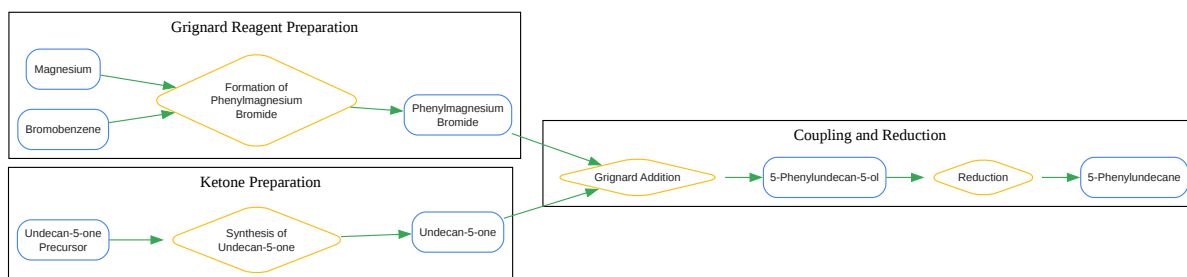 Grignard Reagent Preparation
Magnesium
Bromobenzene
Formation of
Phenylmagnesium
Bromide
Phenylmagnesium
Bromide
Ketone Preparation
Undecan-5-one
Precursor
Synthesis of
Undecan-5-one
Undecan-5-one
Coupling and Reduction
Grignard Addition
5-Phenylundecan-5-ol
Reduction
5-Phenylundecane